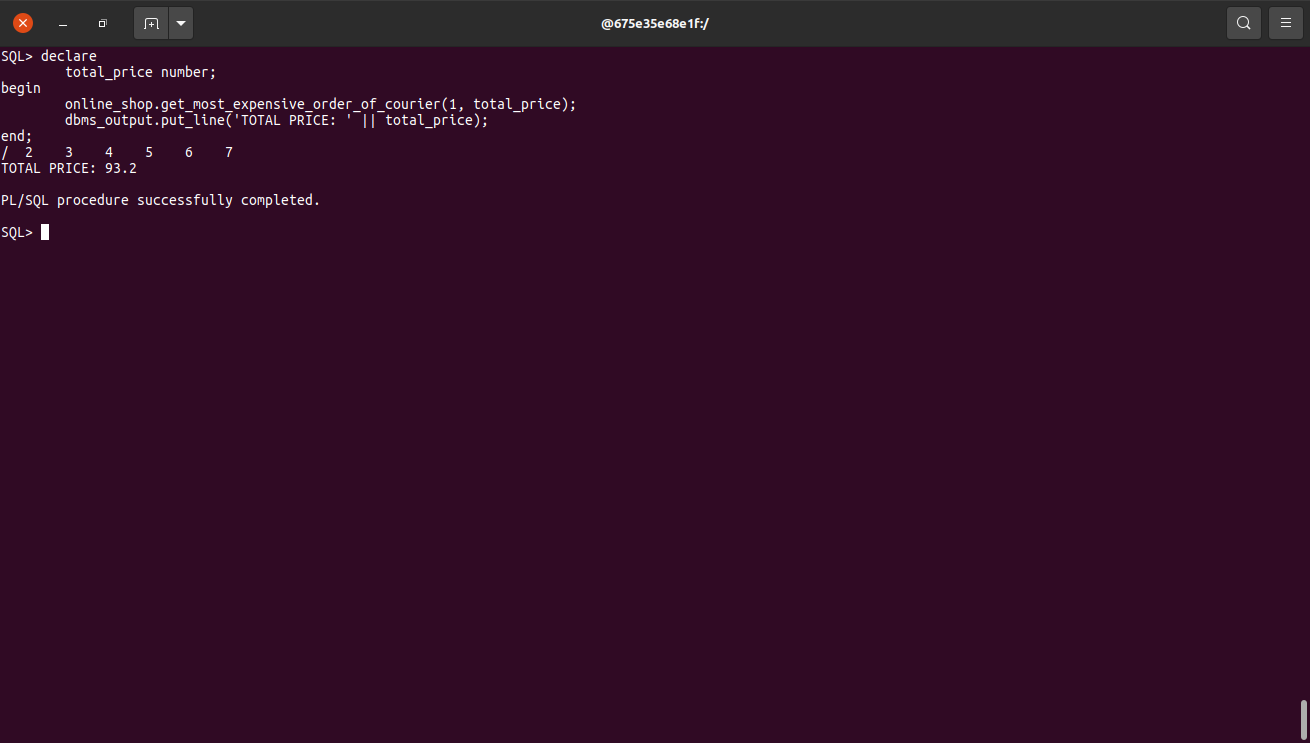 @675e35e68e1f:/
SQL> declare
        total_price number;
begin
        online_shop.get_most_expensive_order_of_courier(1, total_price);
        dbms_output.put_line('TOTAL PRICE: ' || total_price);
end;
/  2    3    4    5    6    7
TOTAL PRICE: 93.2
PL/SQL procedure successfully completed.
SQL>